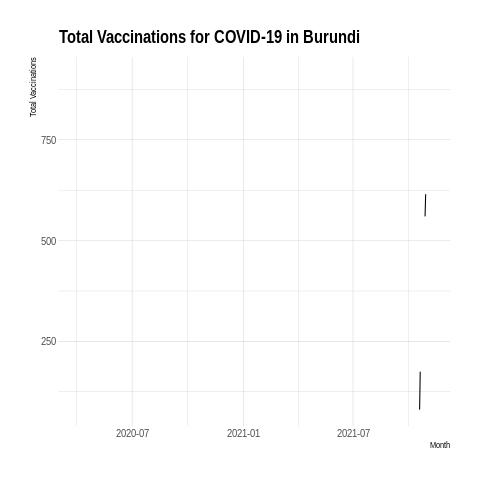 Total Vaccinations for COVID-19 in Burundi
Total Vaccinations
750
500
250
2020-07 2021-01 2021-07
Month